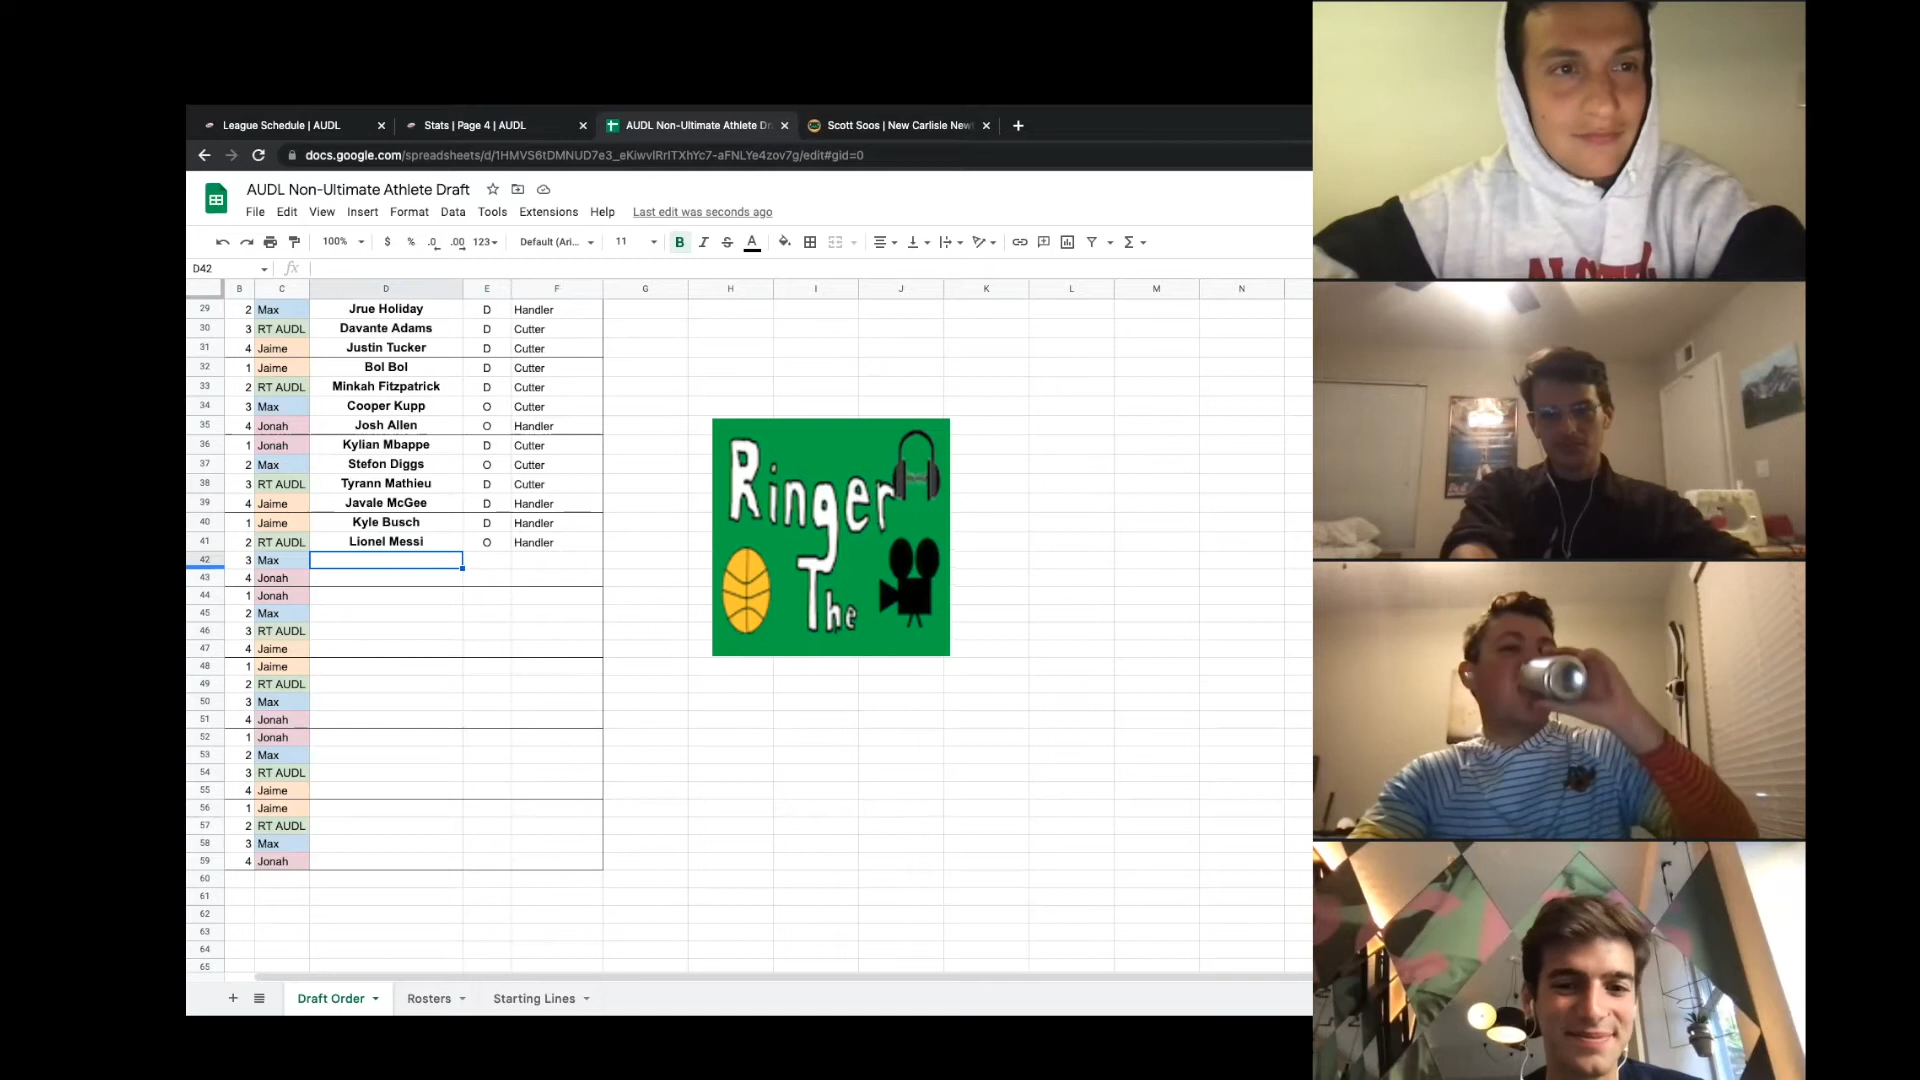 League Schedule | AUDL
Stats | Page 4 | AUDL
AUDL Non-Ultimate Athlete Dr
Scott Soos | New Carlisle New
docs.google.com/spreadsheets/d/1HMVS6tDMNUD7e3_eKiwvlRrITXhYc7-aFNLYe4zov7g/edit#gid=0
AUDL Non-Ultimate Athlete Draft
File Edit View Insert Format Data Tools Extensions Help Last edit was seconds ago
100% $ % .0 .00 123 Default (Ari... 11 B I S A
D42 fx
B C D E F G H I J K L M N
29 2 Max Jrue Holiday D Handler
30 3 RT AUDL Davante Adams D Cutter
31 4 Jaime Justin Tucker D Cutter
32 1 Jaime Bol Bol D Cutter
33 2 RT AUDL Minkah Fitzpatrick D Cutter
34 3 Max Cooper Kupp O Cutter
35 4 Jonah Josh Allen O Handler
36 1 Jonah Kylian Mbappe D Cutter
37 2 Max Stefon Diggs O Cutter
38 3 RT AUDL Tyrann Mathieu D Cutter
39 4 Jaime Javale McGee D Handler
40 1 Jaime Kyle Busch D Handler
41 2 RT AUDL Lionel Messi O Handler
42 3 Max
43 4 Jonah
44 1 Jonah
45 2 Max
46 3 RT AUDL
47 4 Jaime
48 1 Jaime
49 2 RT AUDL
50 3 Max
51 4 Jonah
52 1 Jonah
53 2 Max
54 3 RT AUDL
55 4 Jaime
56 1 Jaime
57 2 RT AUDL
58 3 Max
59 4 Jonah
60
61
62
63
64
65
Ringer
The
Draft Order Rosters Starting Lines